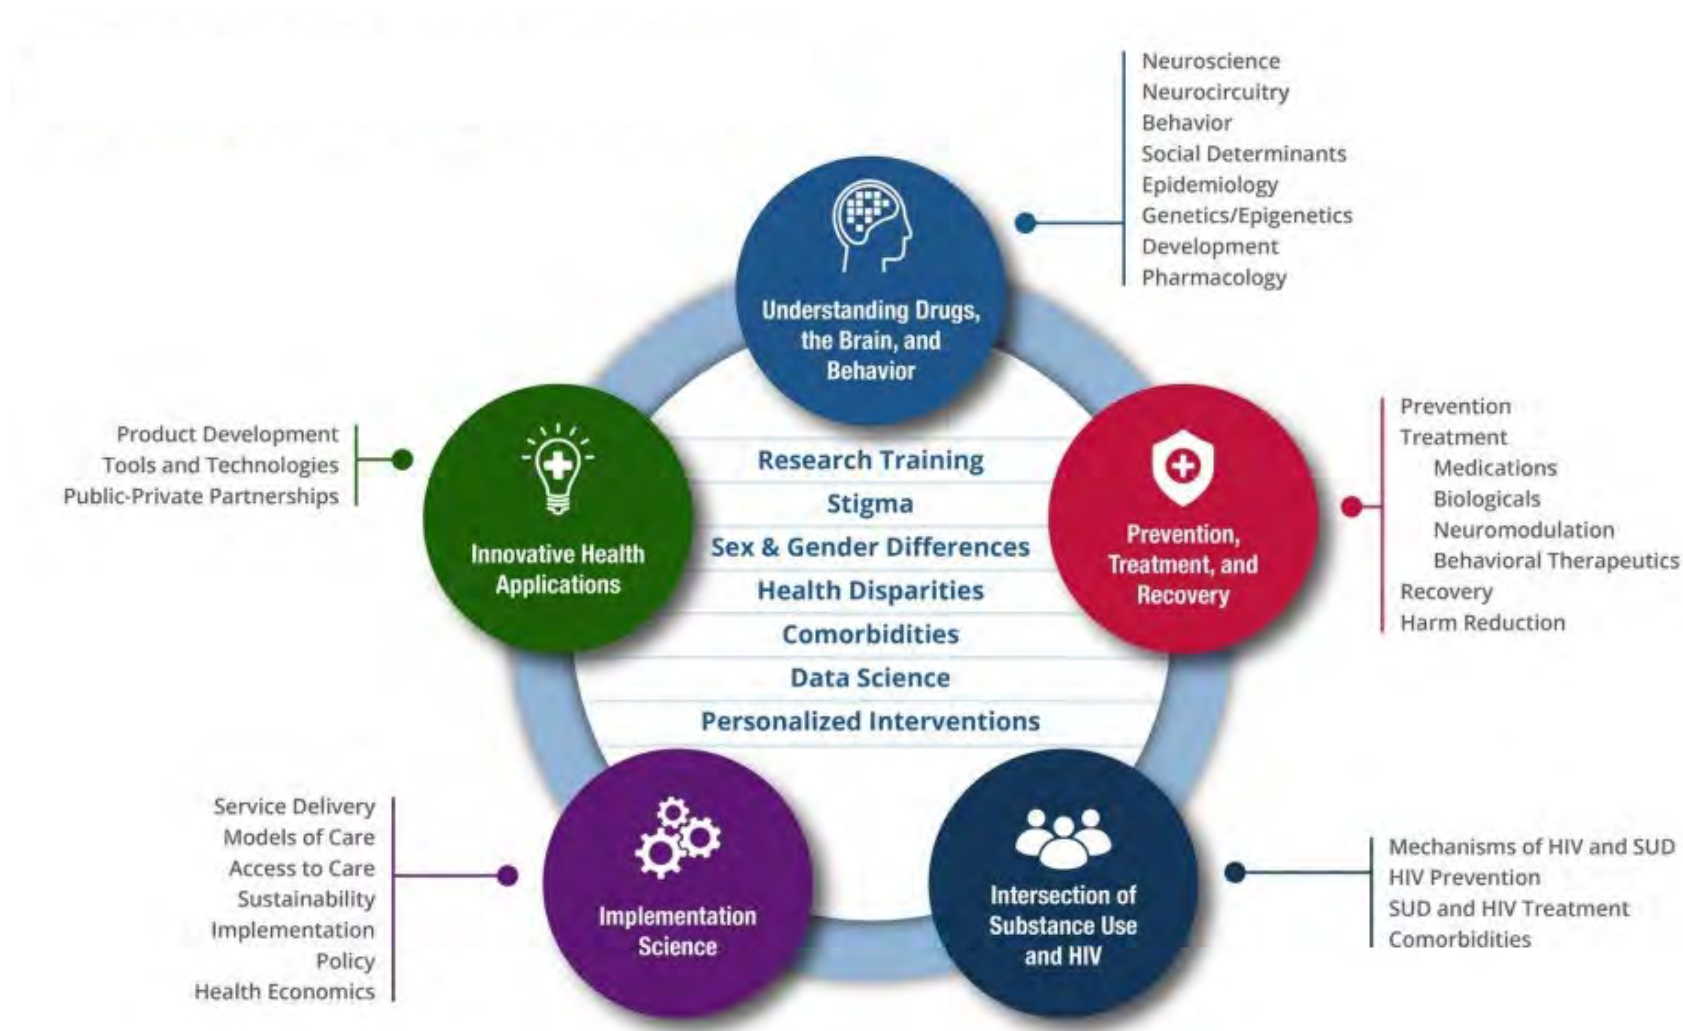 Neuroscience
Neurocircuitry
Behavior
Social Determinants
Epidemiology
Genetics/Epigenetics
Development
Pharmacology
Understanding Drugs,
the Brain, and
Behavior
Product Development
Tools and Technologies
Public-Private Partnerships
Innovative Health
Applications
Research Training
Stigma
Sex & Gender Differences
Health Disparities
Comorbidities
Data Science
Personalized Interventions
Prevention,
Treatment, and
Recovery
Prevention
Treatment
Medications
Biologicals
Neuromodulation
Behavioral Therapeutics
Recovery
Harm Reduction
Service Delivery
Models of Care
Access to Care
Sustainability
Implementation
Policy
Health Economics
Implementation
Science
Intersection of
Substance Use
and HIV
Mechanisms of HIV and SUD
HIV Prevention
SUD and HIV Treatment
Comorbidities